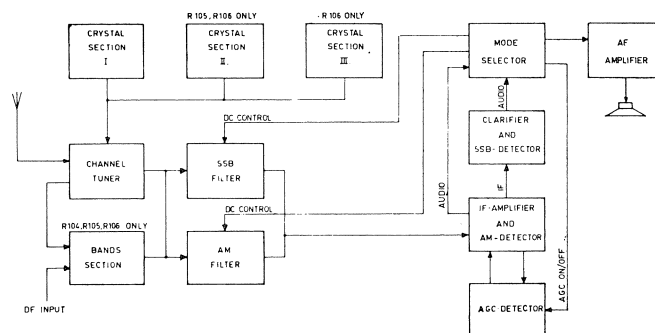 R105, R106 ONLY
R106 ONLY
CRYSTAL
SECTION
I
CRYSTAL
SECTION
II
CRYSTAL
SECTION
III
MODE
SELECTOR
AF
AMPLIFIER
DC CONTROL
AUDIO
CLARIFIER
AND
SSB-DETECTOR
CHANNEL
TUNER
SSB
FILTER
IF
AUDIO
DC CONTROL
IF-AMPLIFIER
AND
AM-DETECTOR
R104, R105, R106 ONLY
BANDS
SECTION
AM
FILTER
AGC ON/OFF
DF INPUT
AGC-DETECTOR